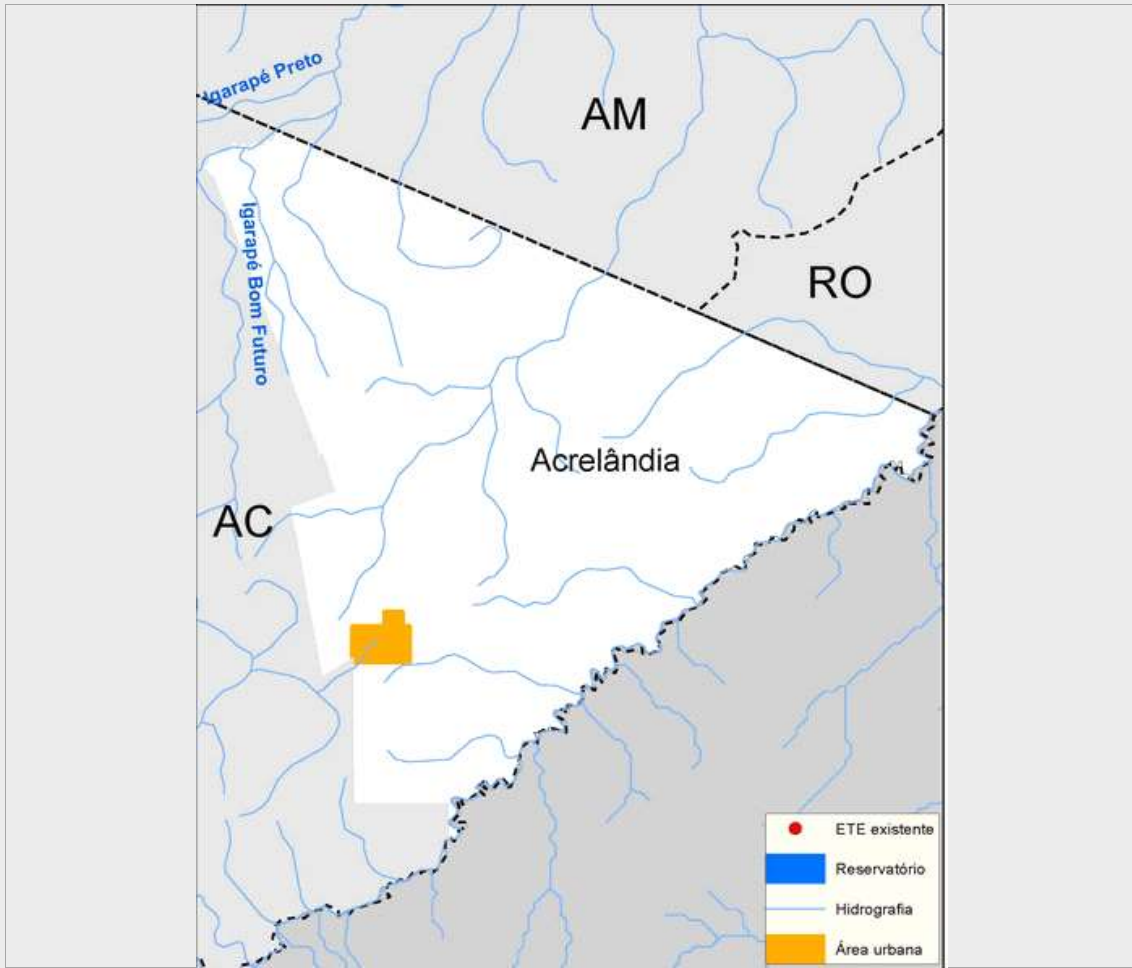 Igarapé Preto
AM
RO
Igarapé Bom Futuro
Acrelândia
AC
ETE existente
Reservatório
Hidrografia
Área urbana